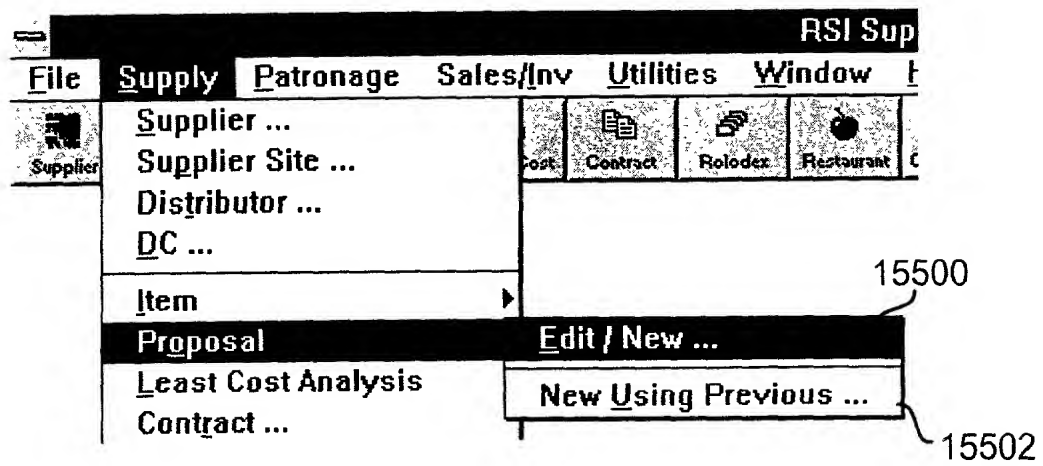 RSI Sup
File Supply Patronage Sales/Inv Utilities Window H
Supplier Cost Contract Rolodex Restaurant C
Supplier ...
Supplier Site ...
Distributor ...
DC ...
15500
Item
Proposal Edit / New ...
Least Cost Analysis New Using Previous ...
Contract ...
15502